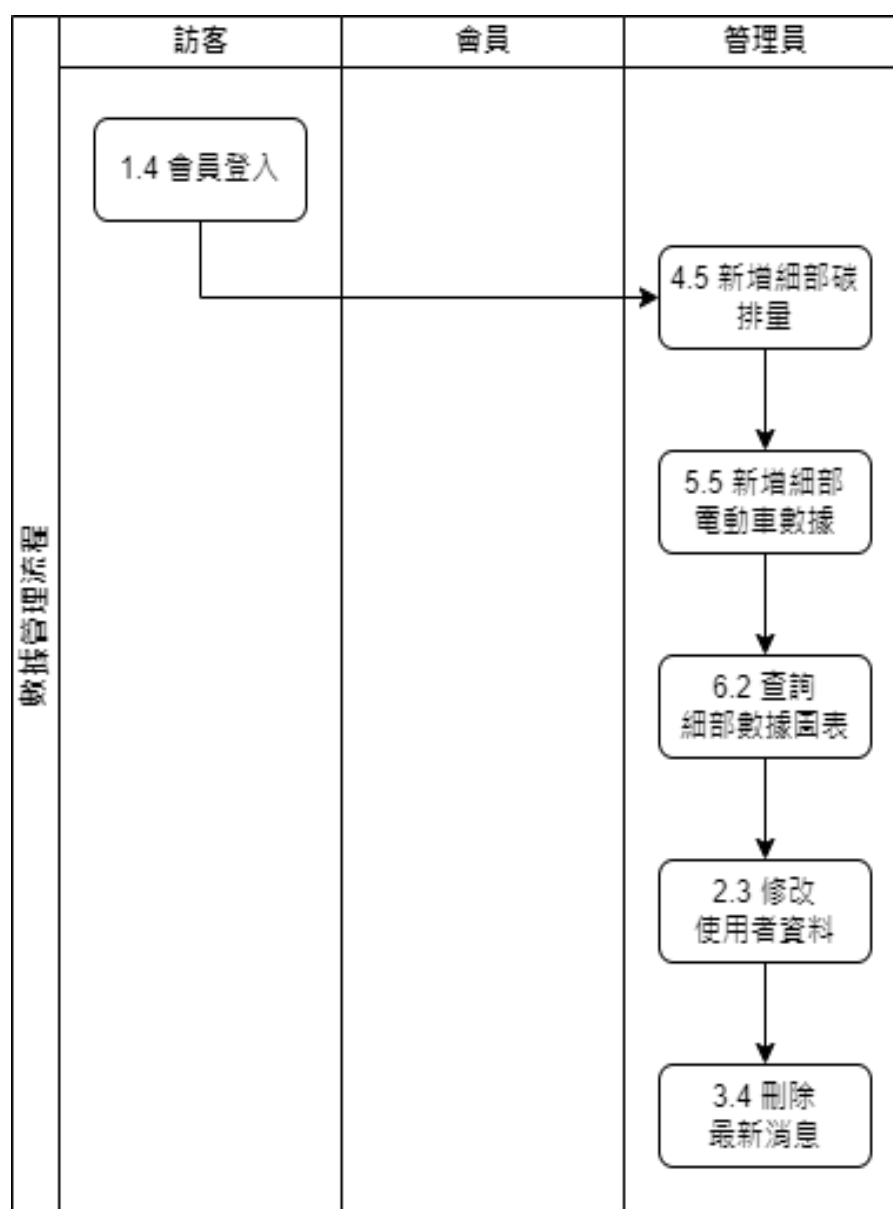 訪客
會員
管理員
數據管理流程
1.4 會員登入
4.5 新增細部碳
排量
5.5 新增細部
電動車數據
6.2 查詢
細部數據圖表
2.3 修改
使用者資料
3.4 刪除
最新消息